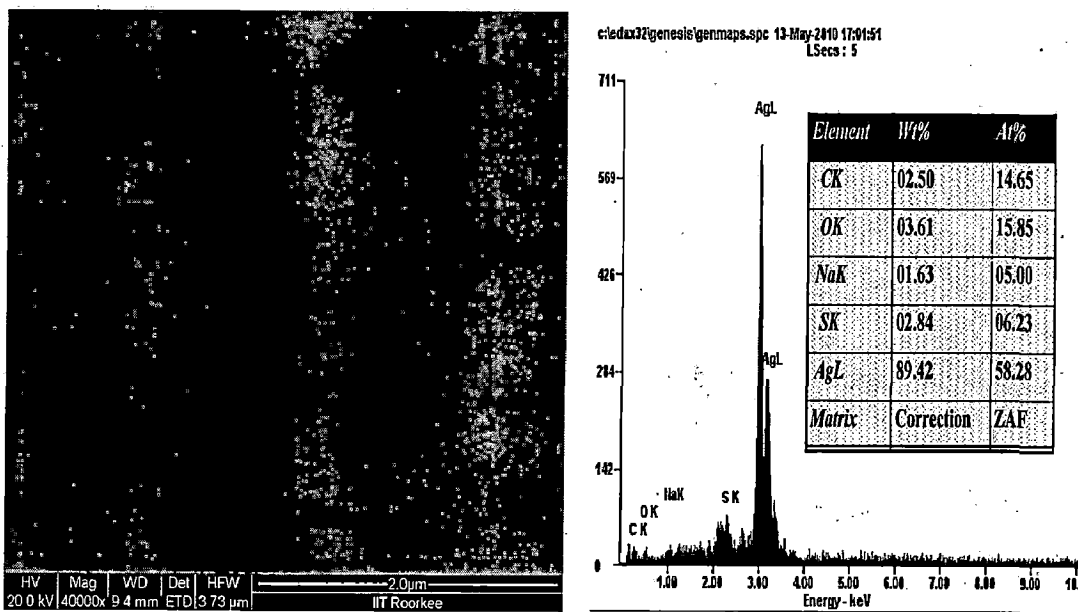 HV Mag WD Det HFW 2.0µm
20.0 kV 40000x 9.4 mm ETD 3.73 µm IIT Roorkee
c:\edax32\genesis\genmaps.spc 13-May-2010 17:01:51
LSecs : 5
711
569
426
284
142
0
AgL
AgL
S K
NaK
O K
C K
1.00 2.00 3.00 4.00 5.00 6.00 7.00 8.00 9.00 10
Energy - keV
Element Wt% At%
CK 02.50 14.65
OK 03.61 15.85
NaK 01.63 05.00
SK 02.84 06.23
AgL 89.42 58.28
Matrix Correction ZAF